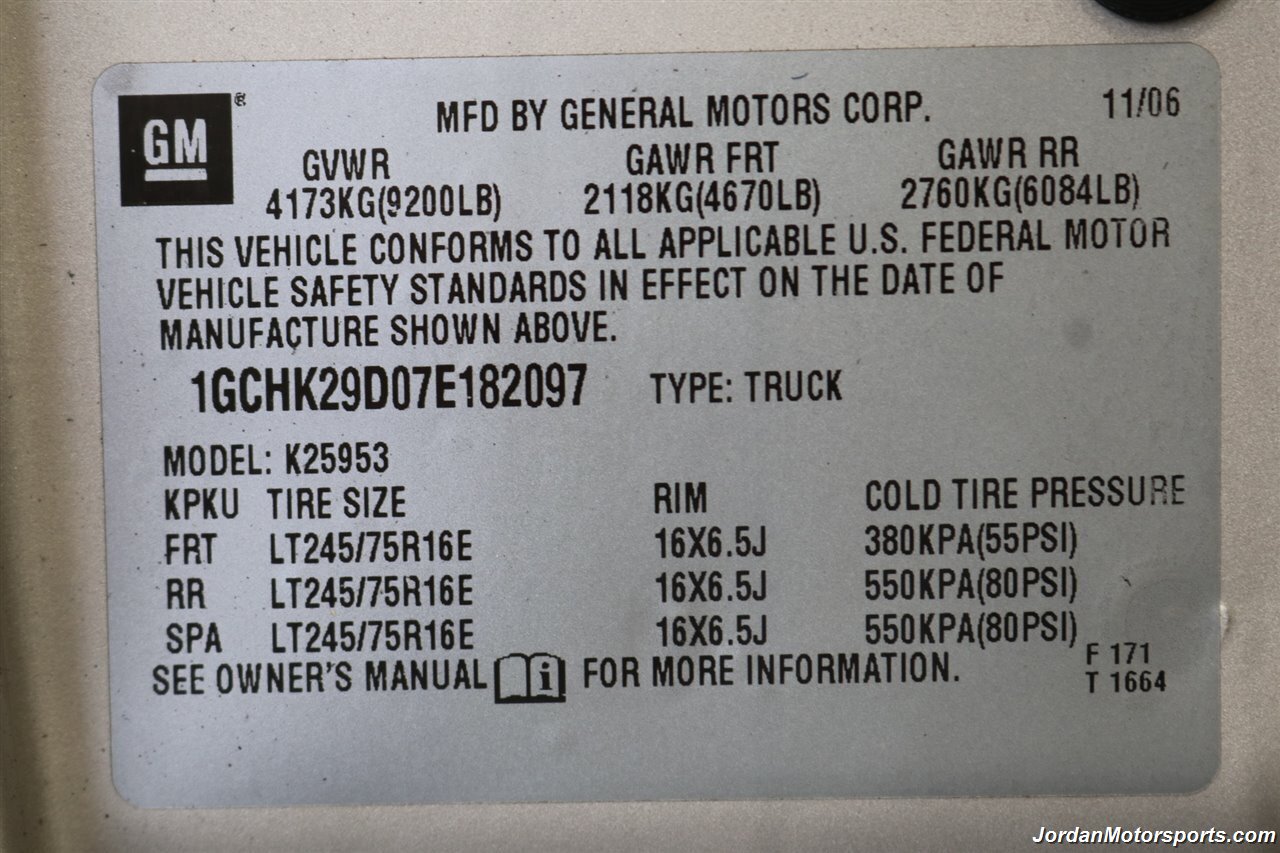 GM ®
MFD BY GENERAL MOTORS CORP. 11/06
GVWR GAWR FRT GAWR RR
4173KG(9200LB) 2118KG(4670LB) 2760KG(6084LB)
THIS VEHICLE CONFORMS TO ALL APPLICABLE U.S. FEDERAL MOTOR
VEHICLE SAFETY STANDARDS IN EFFECT ON THE DATE OF
MANUFACTURE SHOWN ABOVE.
1GCHK29D07E182097 TYPE: TRUCK
MODEL: K25953
KPKU TIRE SIZE RIM COLD TIRE PRESSURE
FRT LT245/75R16E 16X6.5J 380KPA(55PSI)
RR LT245/75R16E 16X6.5J 550KPA(80PSI)
SPA LT245/75R16E 16X6.5J 550KPA(80PSI)
SEE OWNER'S MANUAL i FOR MORE INFORMATION.
F 171
T 1664
JordanMotorsports.com